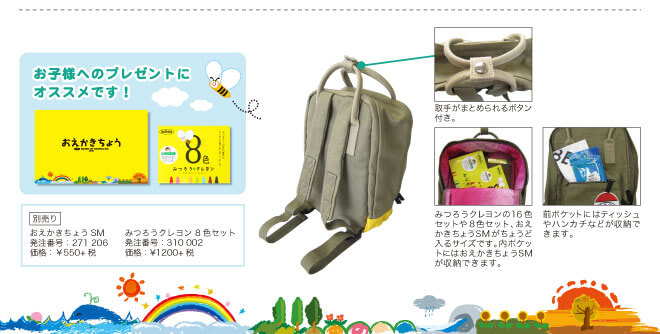 お子様へのプレゼントに
オススメです！
おえかきちょう
8色
みつろうクレヨン
別売り
おえかきちょうSM
発注番号：271 206
価格：￥550+税
みつろうクレヨン8色セット
発注番号：310 002
価格：￥1200+税
取手がまとめられるボタン
付き。
みつろうクレヨンの16色
セットや8色セット、おえ
かきちょうSMがちょうど
入るサイズです。内ポケッ
トにはおえかきちょうSM
が収納できます。
前ポケットにはティッシュ
やハンカチなどが収納で
きます。